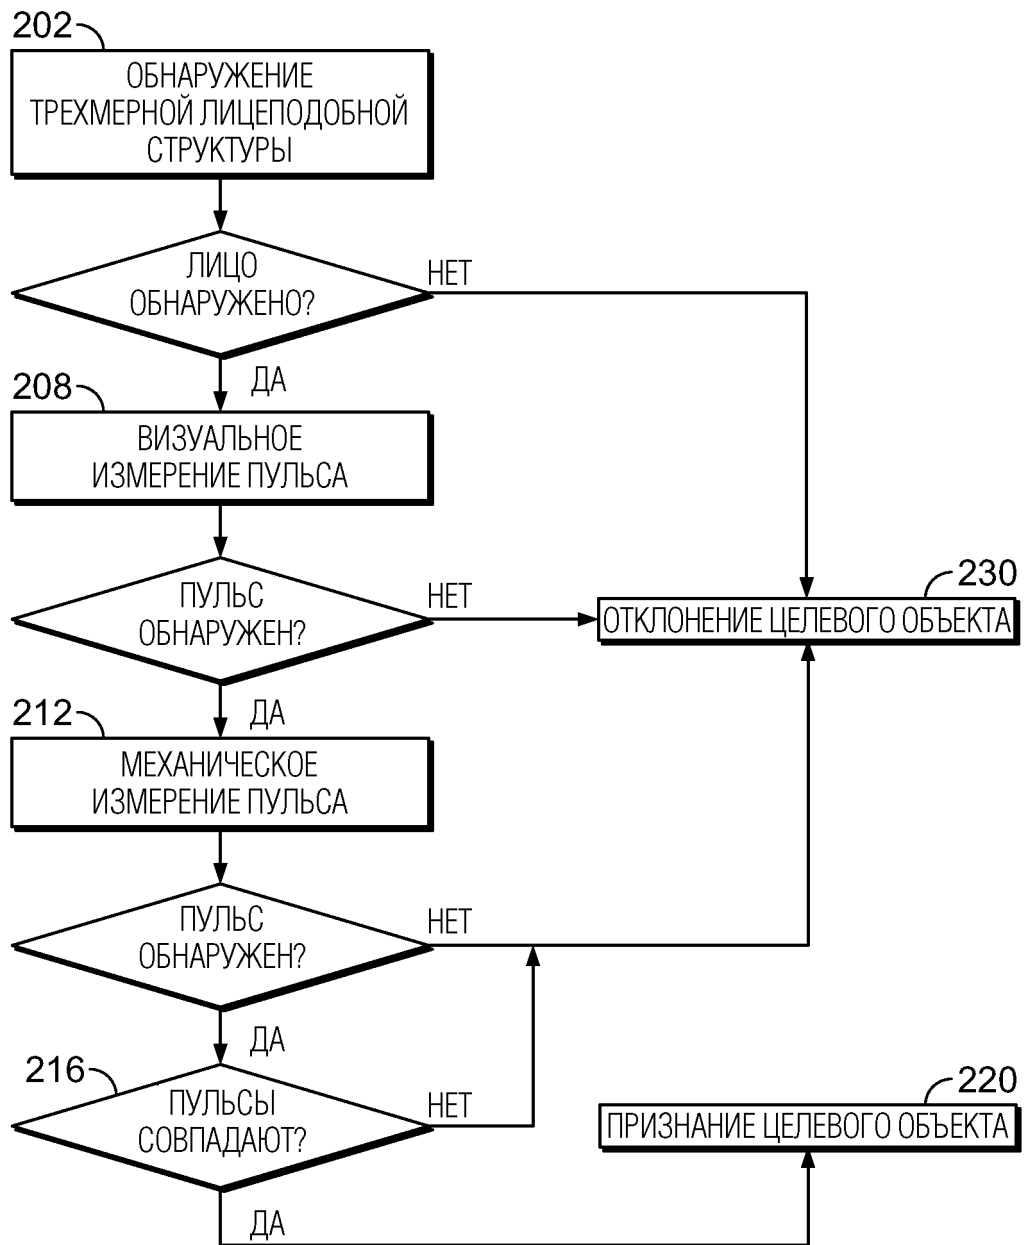 202
ОБНАРУЖЕНИЕ
ТРЕХМЕРНОЙ ЛИЦЕПОДОБНОЙ
СТРУКТУРЫ
ЛИЦО
ОБНАРУЖЕНО?
НЕТ
ДА
208
ВИЗУАЛЬНОЕ
ИЗМЕРЕНИЕ ПУЛЬСА
ПУЛЬС
ОБНАРУЖЕН?
НЕТ
230
ОТКЛОНЕНИЕ ЦЕЛЕВОГО ОБЪЕКТА
ДА
212
МЕХАНИЧЕСКОЕ
ИЗМЕРЕНИЕ ПУЛЬСА
ПУЛЬС
ОБНАРУЖЕН?
НЕТ
ДА
216
ПУЛЬСЫ
СОВПАДАЮТ?
НЕТ
220
ПРИЗНАНИЕ ЦЕЛЕВОГО ОБЪЕКТА
ДА